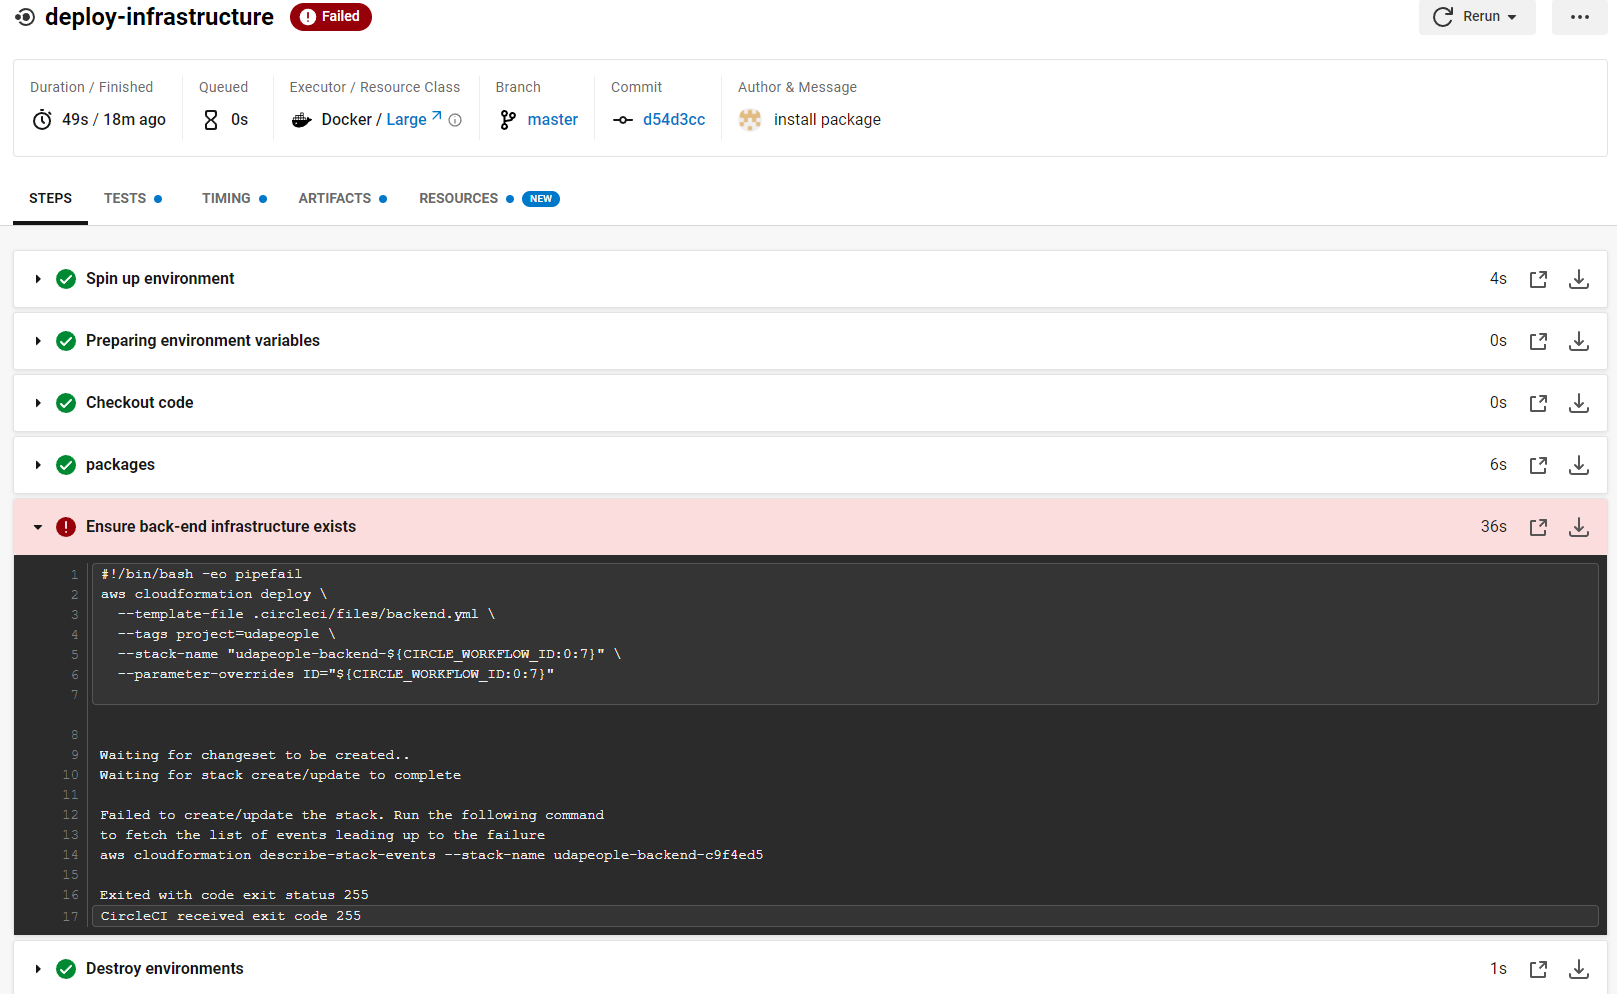 deploy-infrastructure
Failed
Rerun
Duration / Finished
Queued
Executor / Resource Class
Branch
Commit
Author & Message
49s / 18m ago
0s
Docker / Large
master
d54d3cc
install package
STEPS
TESTS
TIMING
ARTIFACTS
RESOURCES
NEW
Spin up environment
4s
Preparing environment variables
0s
Checkout code
0s
packages
6s
Ensure back-end infrastructure exists
36s
1 #!/bin/bash -eo pipefail
2 aws cloudformation deploy \
3 --template-file .circleci/files/backend.yml \
4 --tags project=udapeople \
5 --stack-name "udapeople-backend-${CIRCLE_WORKFLOW_ID:0:7}" \
6 --parameter-overrides ID="${CIRCLE_WORKFLOW_ID:0:7}"
7
8
9 Waiting for changeset to be created..
10 Waiting for stack create/update to complete
11
12 Failed to create/update the stack. Run the following command
13 to fetch the list of events leading up to the failure
14 aws cloudformation describe-stack-events --stack-name udapeople-backend-c9f4ed5
15
16 Exited with code exit status 255
17 CircleCI received exit code 255
Destroy environments
1s